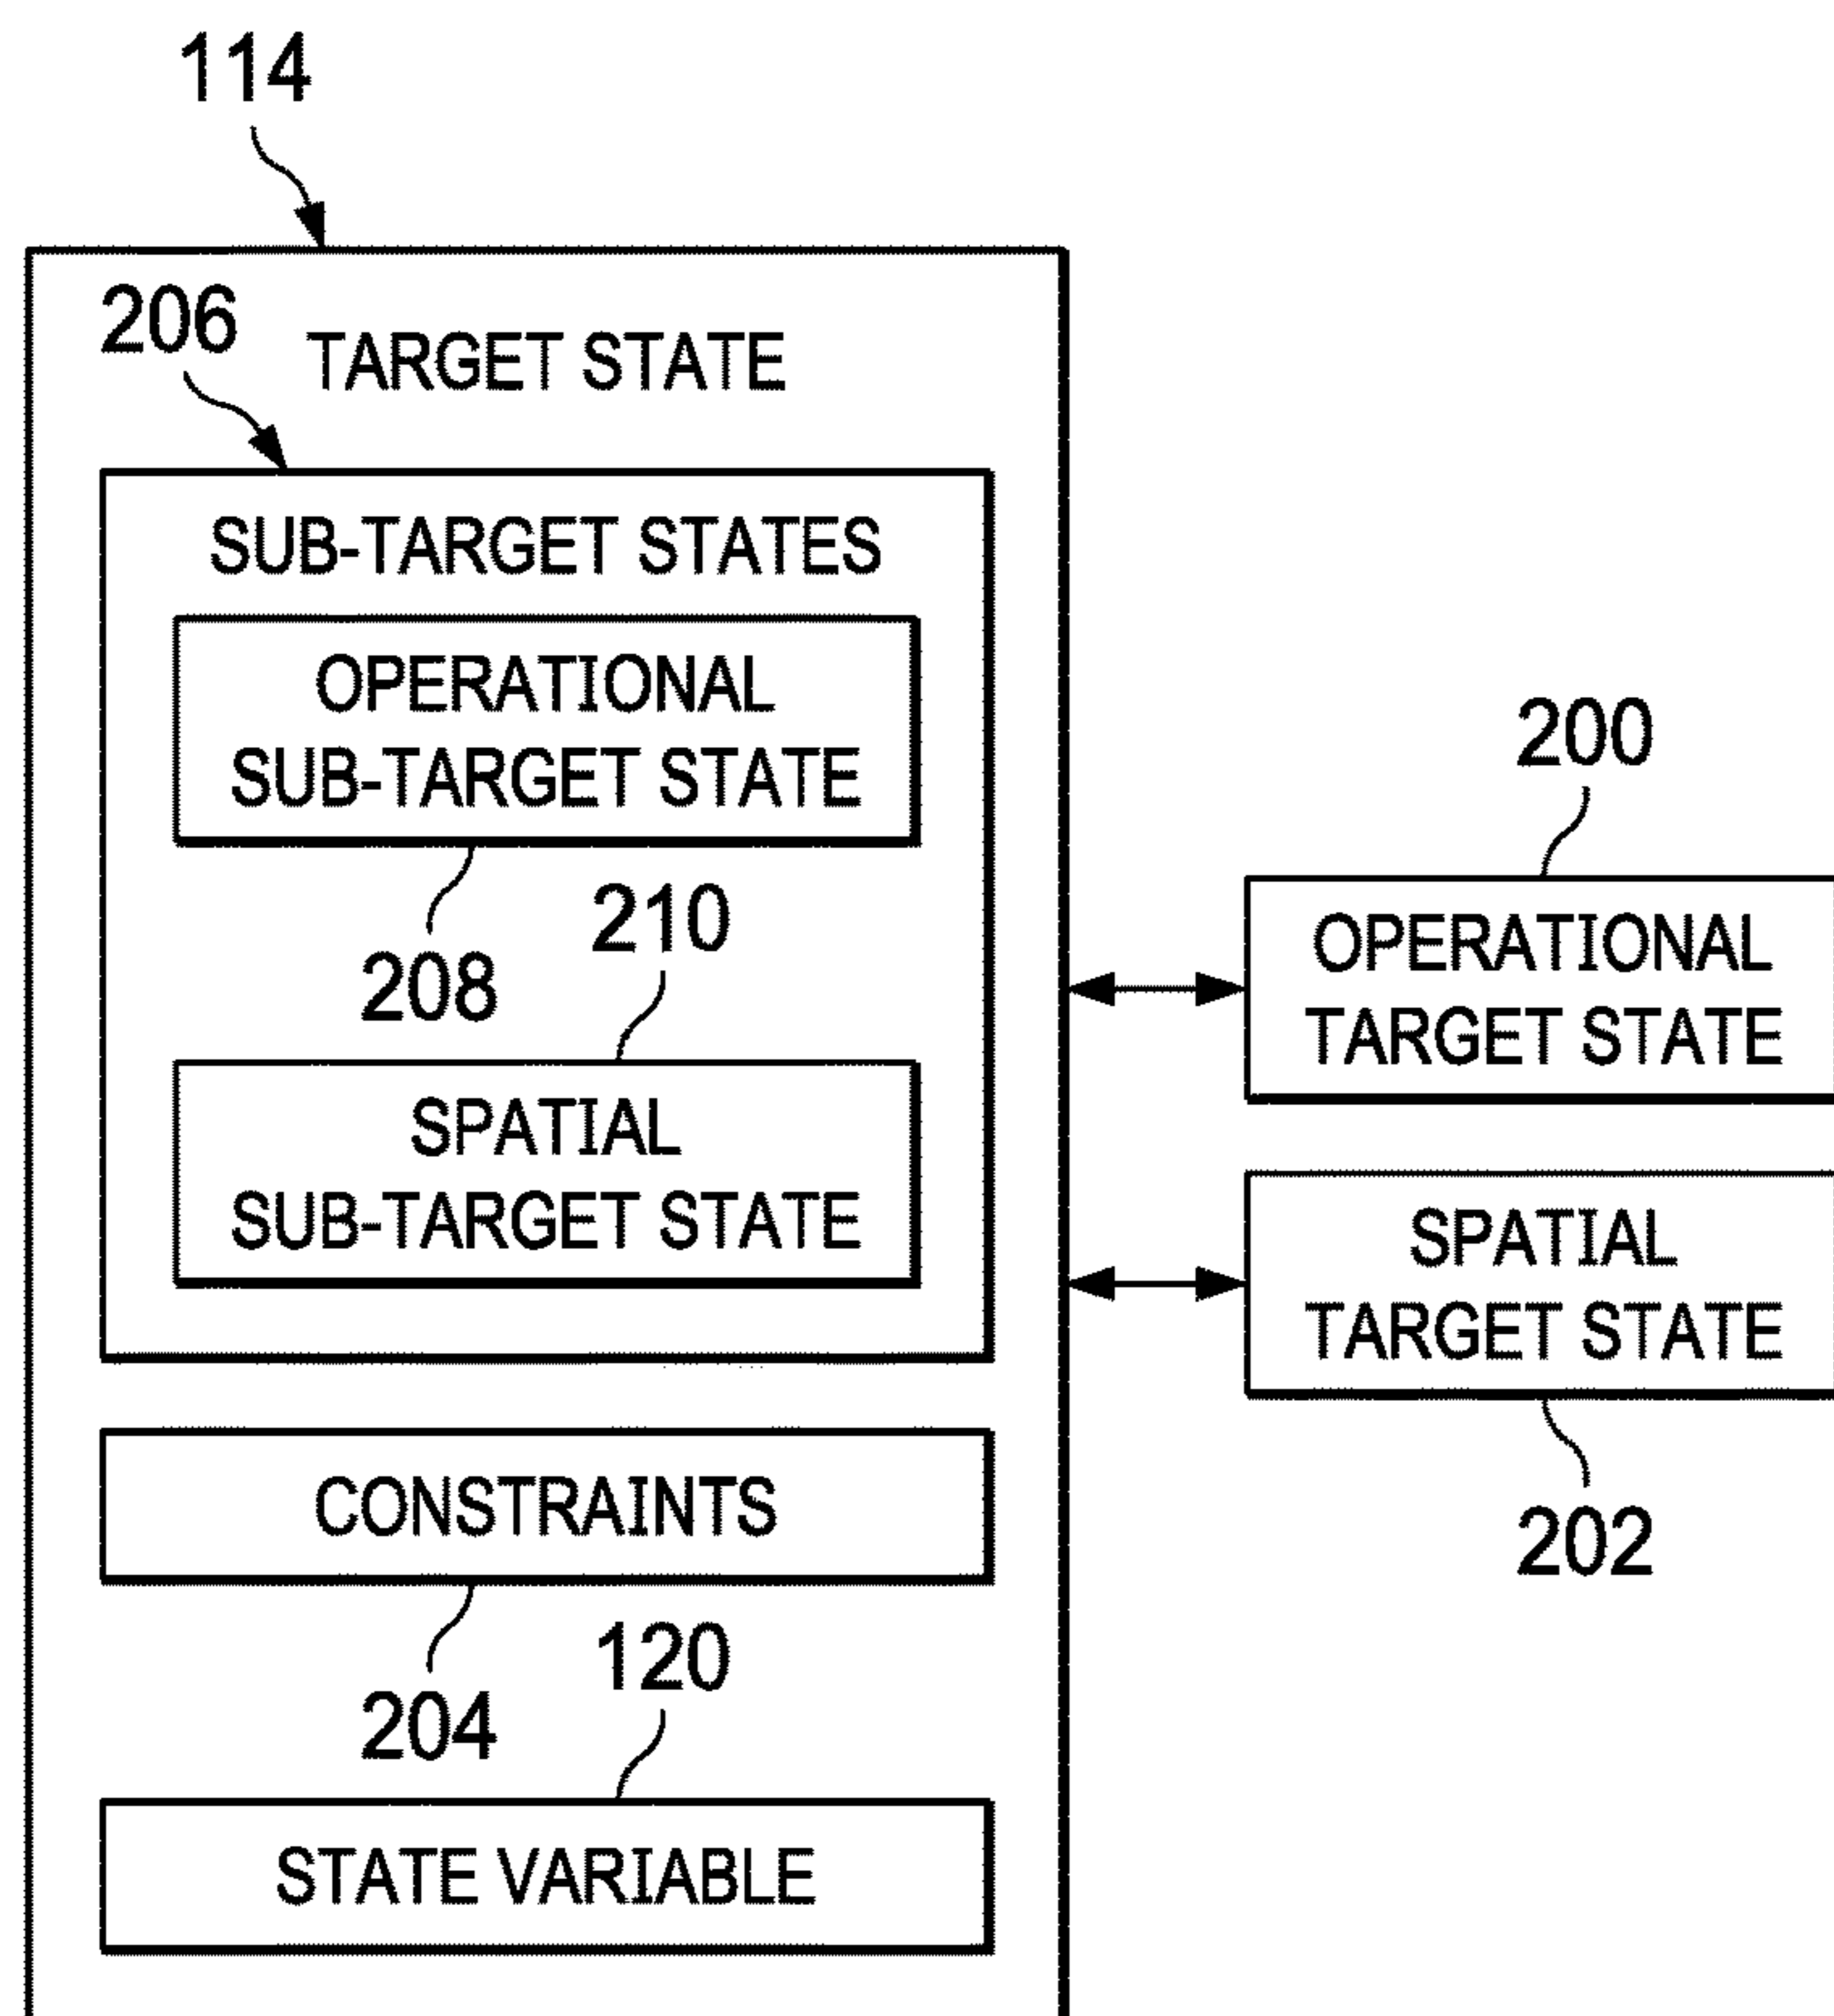 114
206
TARGET STATE
SUB-TARGET STATES
OPERATIONAL
SUB-TARGET STATE
208
210
SPATIAL
SUB-TARGET STATE
CONSTRAINTS
204
120
STATE VARIABLE
200
OPERATIONAL
TARGET STATE
SPATIAL
TARGET STATE
202